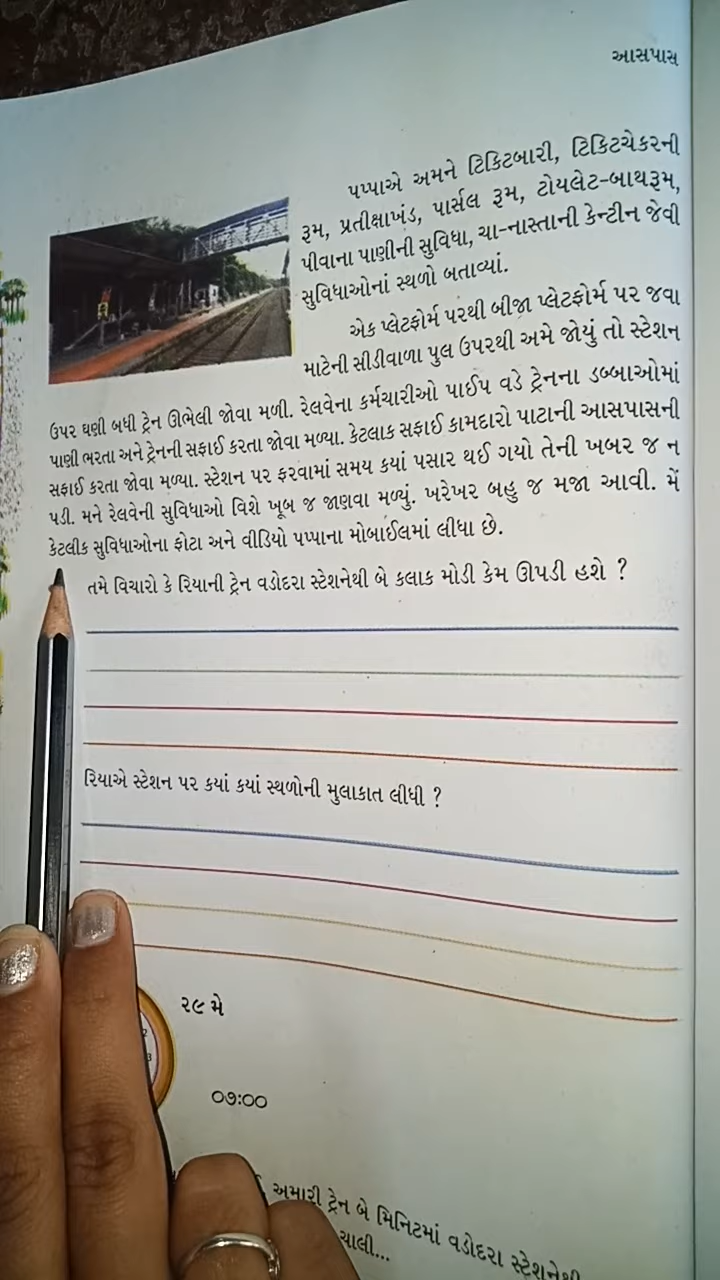 આસપાસ
પપ્પાએ અમને ટિકિટબારી, ટિકિટચેકરની
રૂમ, પ્રતીક્ષાખંડ, પાર્સલ રૂમ, ટોયલેટ-બાથરૂમ,
પીવાના પાણીની સુવિધા, ચા-નાસ્તાની કેન્ટીન જેવી
સુવિધાઓનાં સ્થળો બતાવ્યાં.
એક પ્લેટફોર્મ પરથી બીજા પ્લેટફોર્મ પર જવા
માટેની સીડીવાળા પુલ ઉપરથી અમે જોયું તો સ્ટેશન
ઉપર ઘણી બધી ટ્રેન ઊભેલી જોવા મળી. રેલવેના કર્મચારીઓ પાઈપ વડે ટ્રેનના ડબ્બાઓમાં
પાણી ભરતા અને ટ્રેનની સફાઈ કરતા જોવા મળ્યા. કેટલાક સફાઈ કામદારો પાટાની આસપાસની
સફાઈ કરતા જોવા મળ્યા. સ્ટેશન પર ફરવામાં સમય કયાં પસાર થઈ ગયો તેની ખબર જ ન
પડી. મને રેલવેની સુવિધાઓ વિશે ખૂબ જ જાણવા મળ્યું. ખરેખર બહુ જ મજા આવી. મેં
કેટલીક સુવિધાઓના ફોટા અને વીડિયો પપ્પાના મોબાઈલમાં લીધા છે.
તમે વિચારો કે રિયાની ટ્રેન વડોદરા સ્ટેશનેથી બે કલાક મોડી કેમ ઊપડી હશે ?
રિયાએ સ્ટેશન પર કયાં કયાં સ્થળોની મુલાકાત લીધી ?
૨૯ મે
૦૭:૦૦
અમારી ટ્રેન બે મિનિટમાં વડોદરા સ્ટેશનેથી
ચાલી...